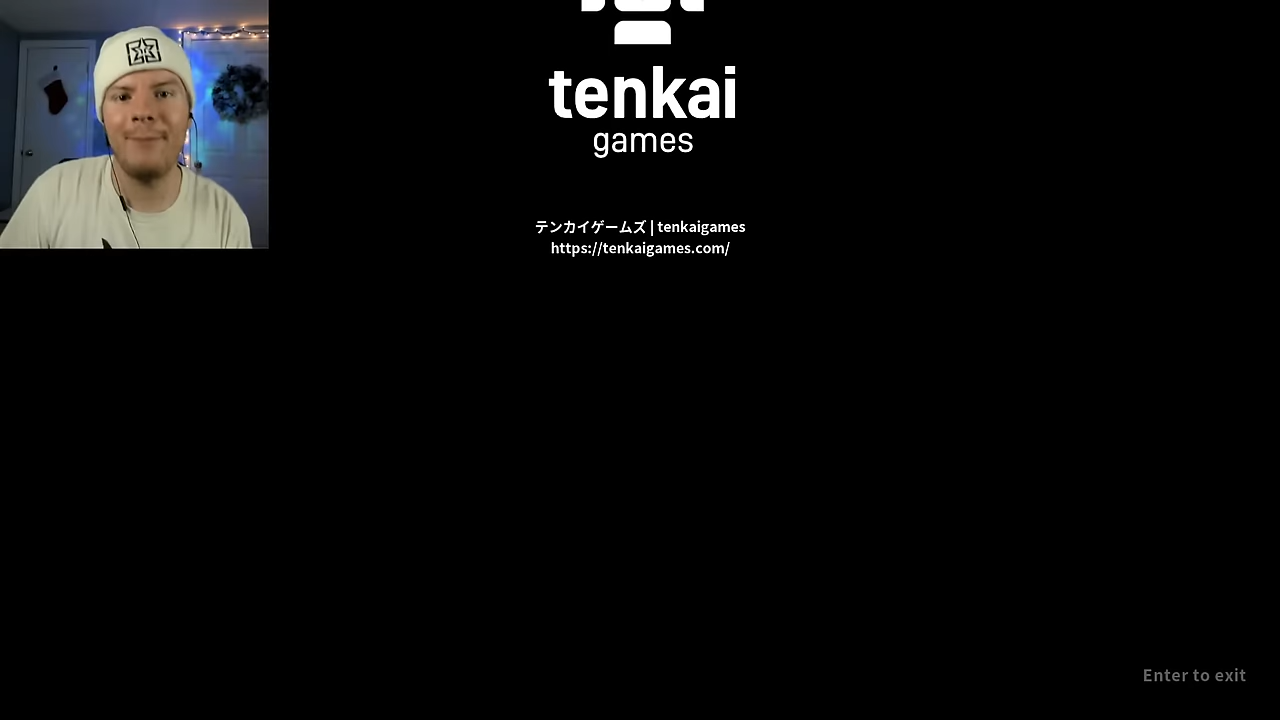 tenkai
games
テンカイゲームズ | tenkaigames
https://tenkaigames.com/
Enter to exit